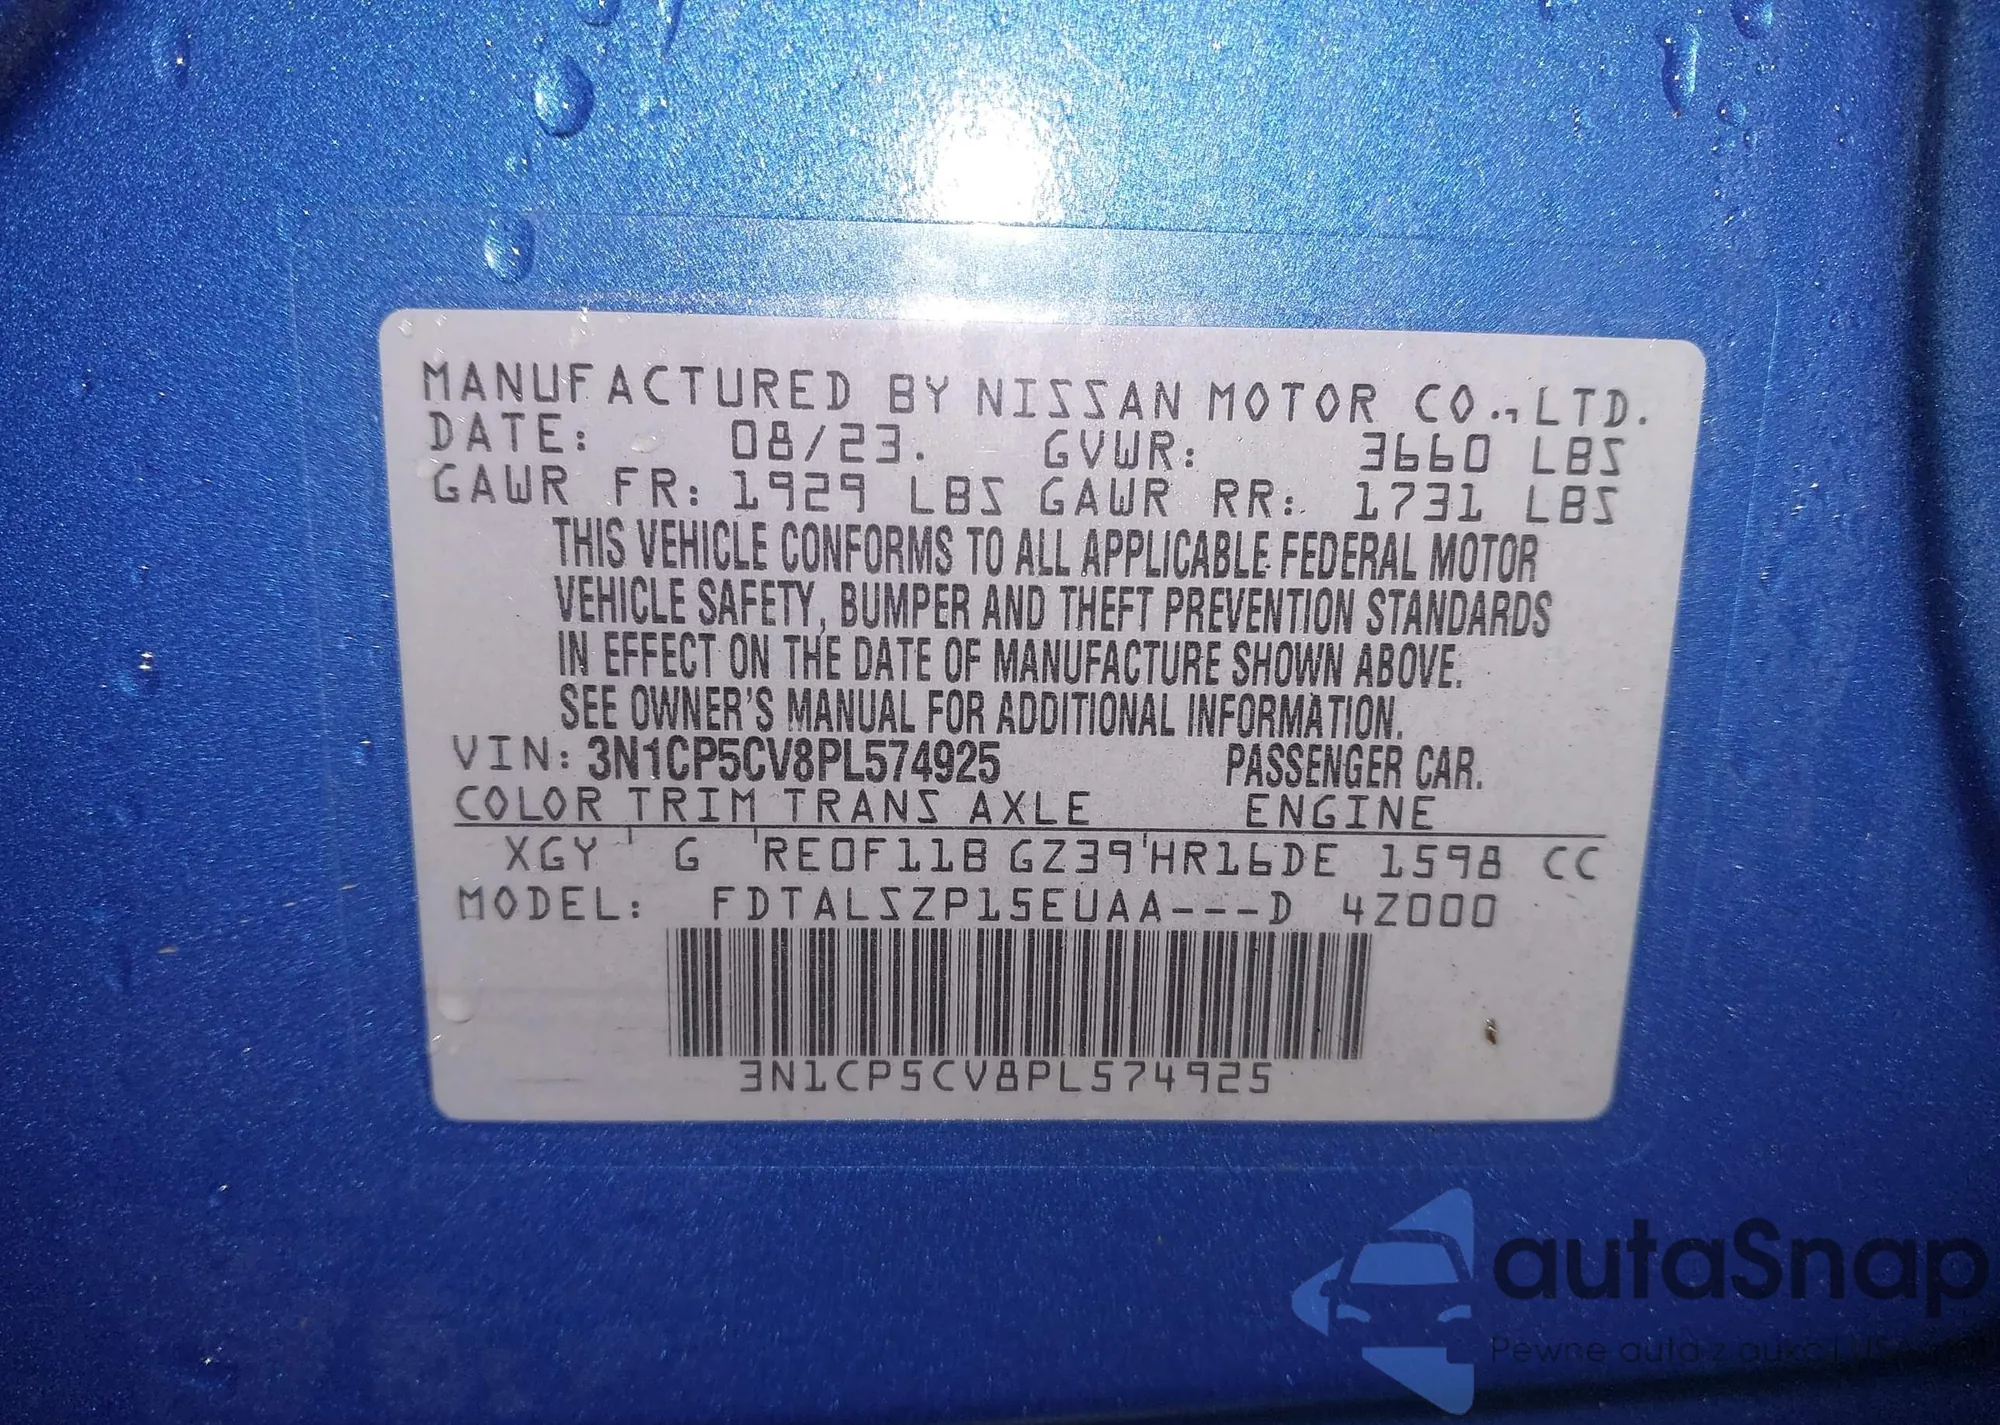 MANUFACTURED BY NISSAN MOTOR CO., LTD.
DATE: 08/23. GVWR: 3660 LBS
GAWR FR: 1929 LBS GAWR RR: 1731 LBS
THIS VEHICLE CONFORMS TO ALL APPLICABLE FEDERAL MOTOR
VEHICLE SAFETY, BUMPER AND THEFT PREVENTION STANDARDS
IN EFFECT ON THE DATE OF MANUFACTURE SHOWN ABOVE.
SEE OWNER'S MANUAL FOR ADDITIONAL INFORMATION.
VIN: 3N1CP5CV8PL574925 PASSENGER CAR.
COLOR TRIM TRANS AXLE ENGINE
XGY G RE0F11B GZ39 HR16DE 1598 CC
MODEL: FDTALSZP15EUAA---D 4Z000
3N1CP5CV8PL574925
autaSnap
Pewne auta z